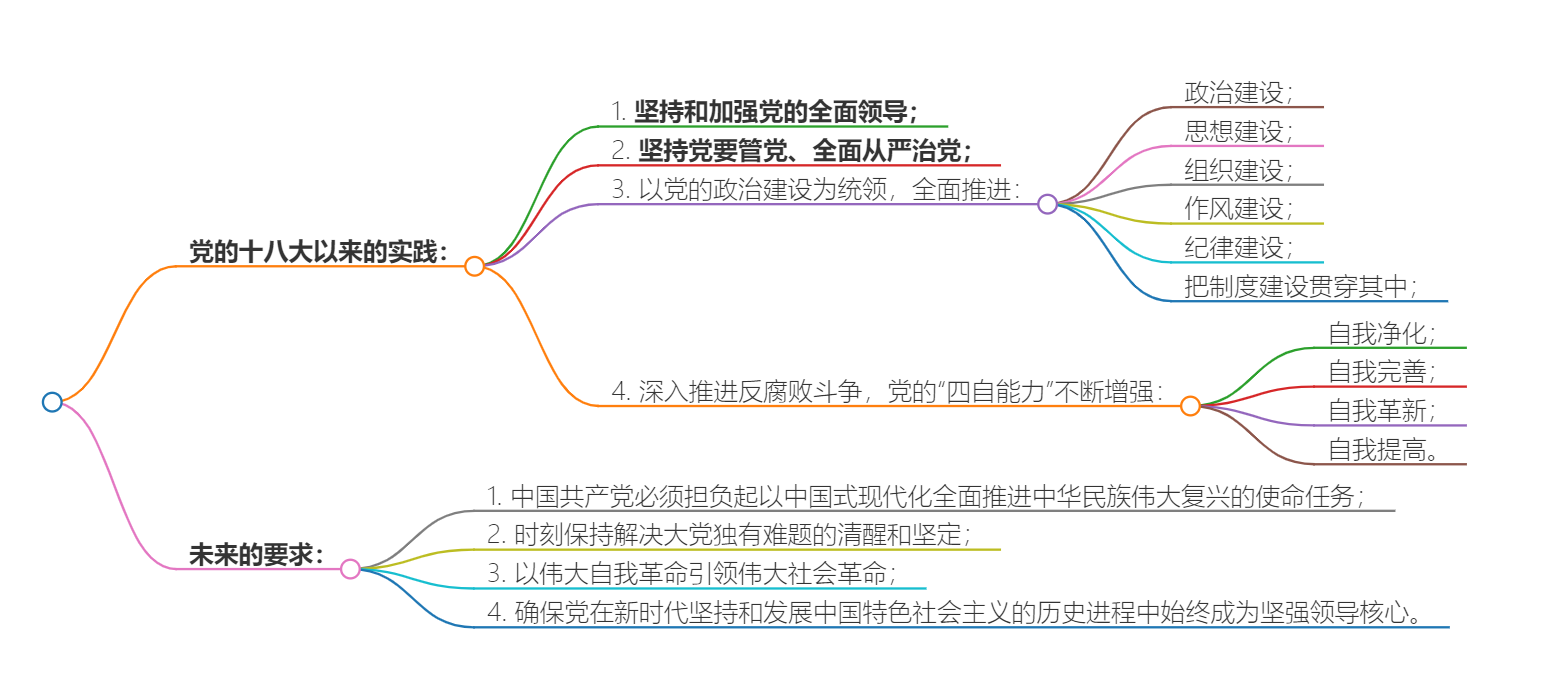 党的十八大以来的实践：
1. 坚持和加强党的全面领导；
2. 坚持党要管党、全面从严治党；
3. 以党的政治建设为统领，全面推进：
政治建设；
思想建设；
组织建设；
作风建设；
纪律建设；
把制度建设贯穿其中；
4. 深入推进反腐败斗争，党的“四自能力”不断增强：
自我净化；
自我完善；
自我革新；
自我提高。
未来的要求：
1. 中国共产党必须担负起以中国式现代化全面推进中华民族伟大复兴的使命任务；
2. 时刻保持解决大党独有难题的清醒和坚定；
3. 以伟大自我革命引领伟大社会革命；
4. 确保党在新时代坚持和发展中国特色社会主义的历史进程中始终成为坚强领导核心。